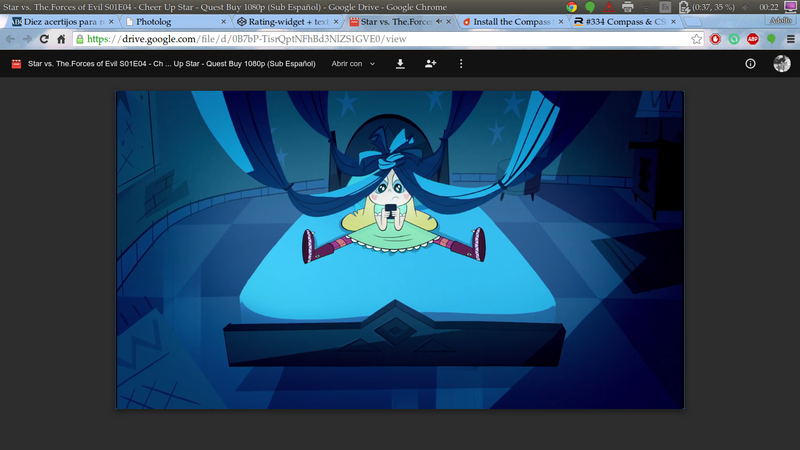 Star vs. The.Forces of Evil S01E04 - Cheer Up Star - Quest Buy 1080p (Sub Español) - Google Drive - Google Chrome
(0:37, 35 %)
00:22
Diez acertijos para n
Photolog
Rating-widget + text
Star vs. The.Forces
Install the Compass
#334 Compass & CS
Adolfo
https://drive.google.com/file/d/0B7bP-TisrQptNFhBd3NIZS1GVE0/view
ABP
Star vs. The.Forces of Evil S01E04 - Ch ... Up Star - Quest Buy 1080p (Sub Español)
Abrir con